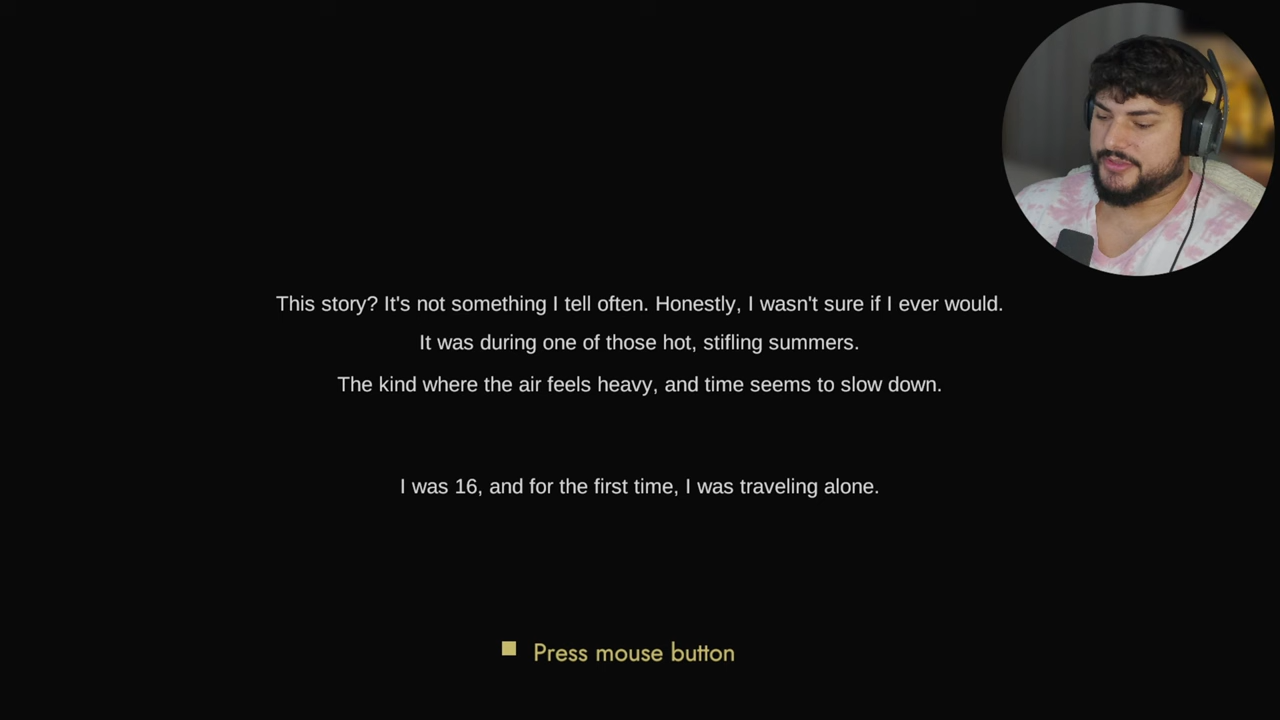 This story? It's not something I tell often. Honestly, I wasn't sure if I ever would.
It was during one of those hot, stifling summers.
The kind where the air feels heavy, and time seems to slow down.
I was 16, and for the first time, I was traveling alone.
Press mouse button